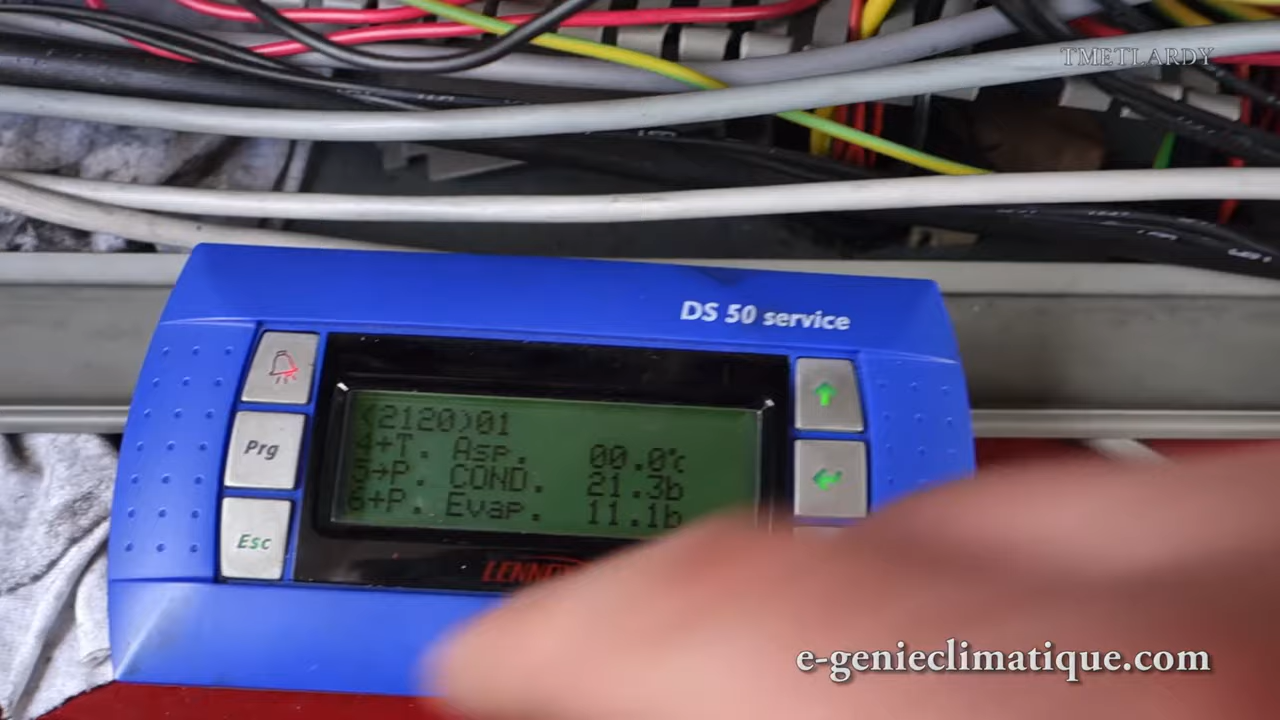 TMETLARDY
DS 50 service
Prg
Esc
(2120)01
4+T. Asp. 00.0°c
5→P. COND. 21.3b
6+P. Evap. 11.1b
e-genieclimatique.com